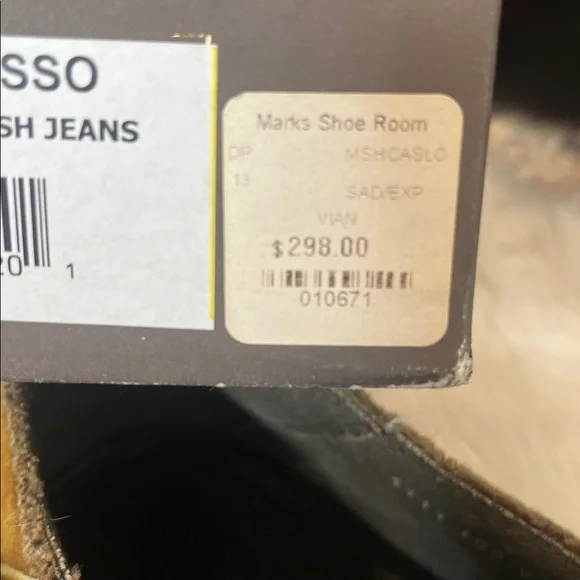 SSO
SH JEANS
20 1
Marks Shoe Room
DP MSHCASLO
13
SAD/EXP
VIAN
$298.00
010671